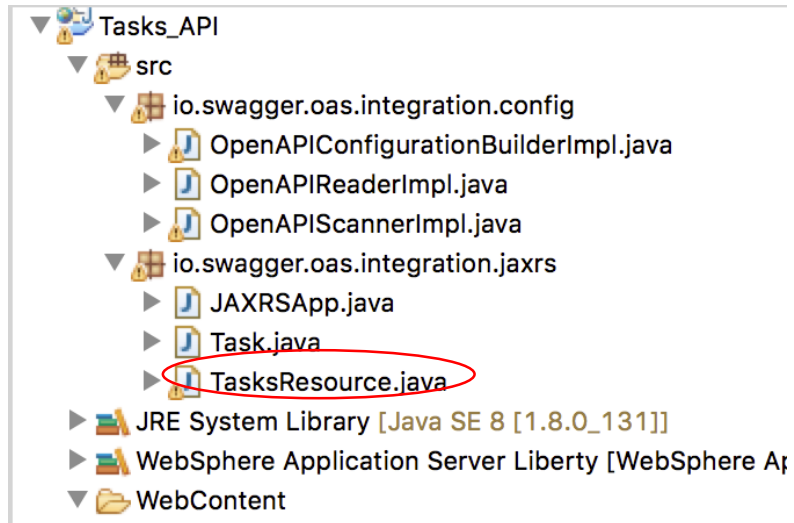 Tasks_API
src
io.swagger.oas.integration.config
OpenAPIConfigurationBuilderImpl.java
OpenAPIReaderImpl.java
OpenAPIScannerImpl.java
io.swagger.oas.integration.jaxrs
JAXRSApp.java
Task.java
TasksResource.java
JRE System Library [Java SE 8 [1.8.0_131]]
WebSphere Application Server Liberty [WebSphere Ap
WebContent